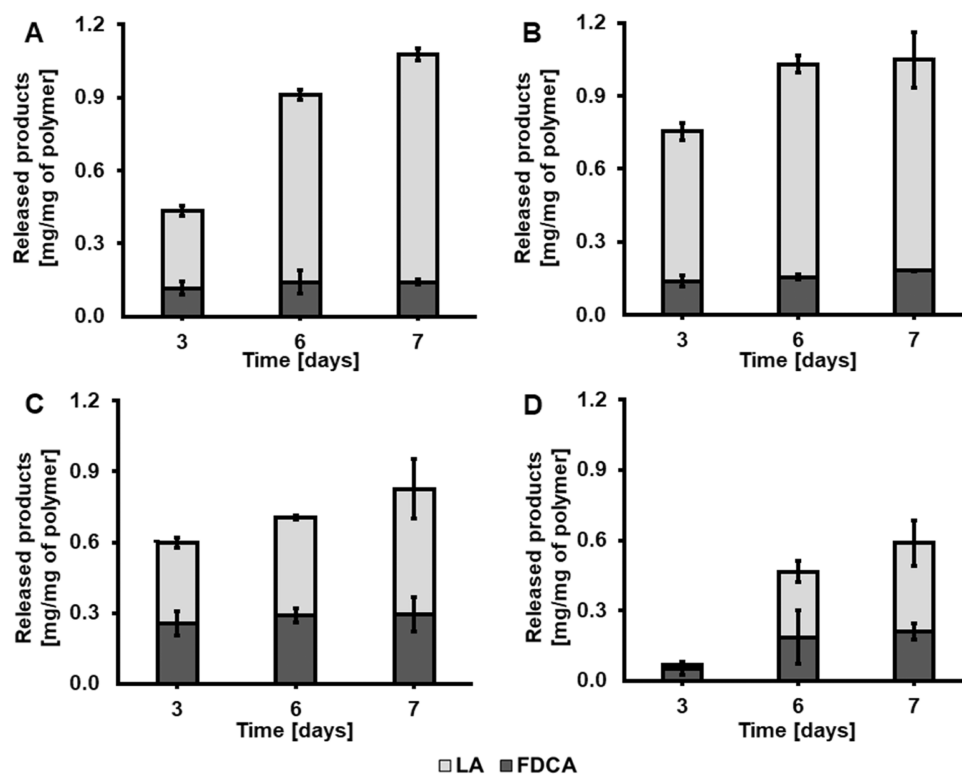 A
Released products
[mg/mg of polymer]
1.2
0.9
0.6
0.3
0.0
3 6 7
Time [days]
B
Released products
[mg/mg of polymer]
1.2
0.9
0.6
0.3
0.0
3 6 7
Time [days]
C
Released products
[mg/mg of polymer]
1.2
0.9
0.6
0.3
0.0
3 6 7
Time [days]
D
Released products
[mg/mg of polymer]
1.2
0.9
0.6
0.3
0.0
3 6 7
Time [days]
LA FDCA